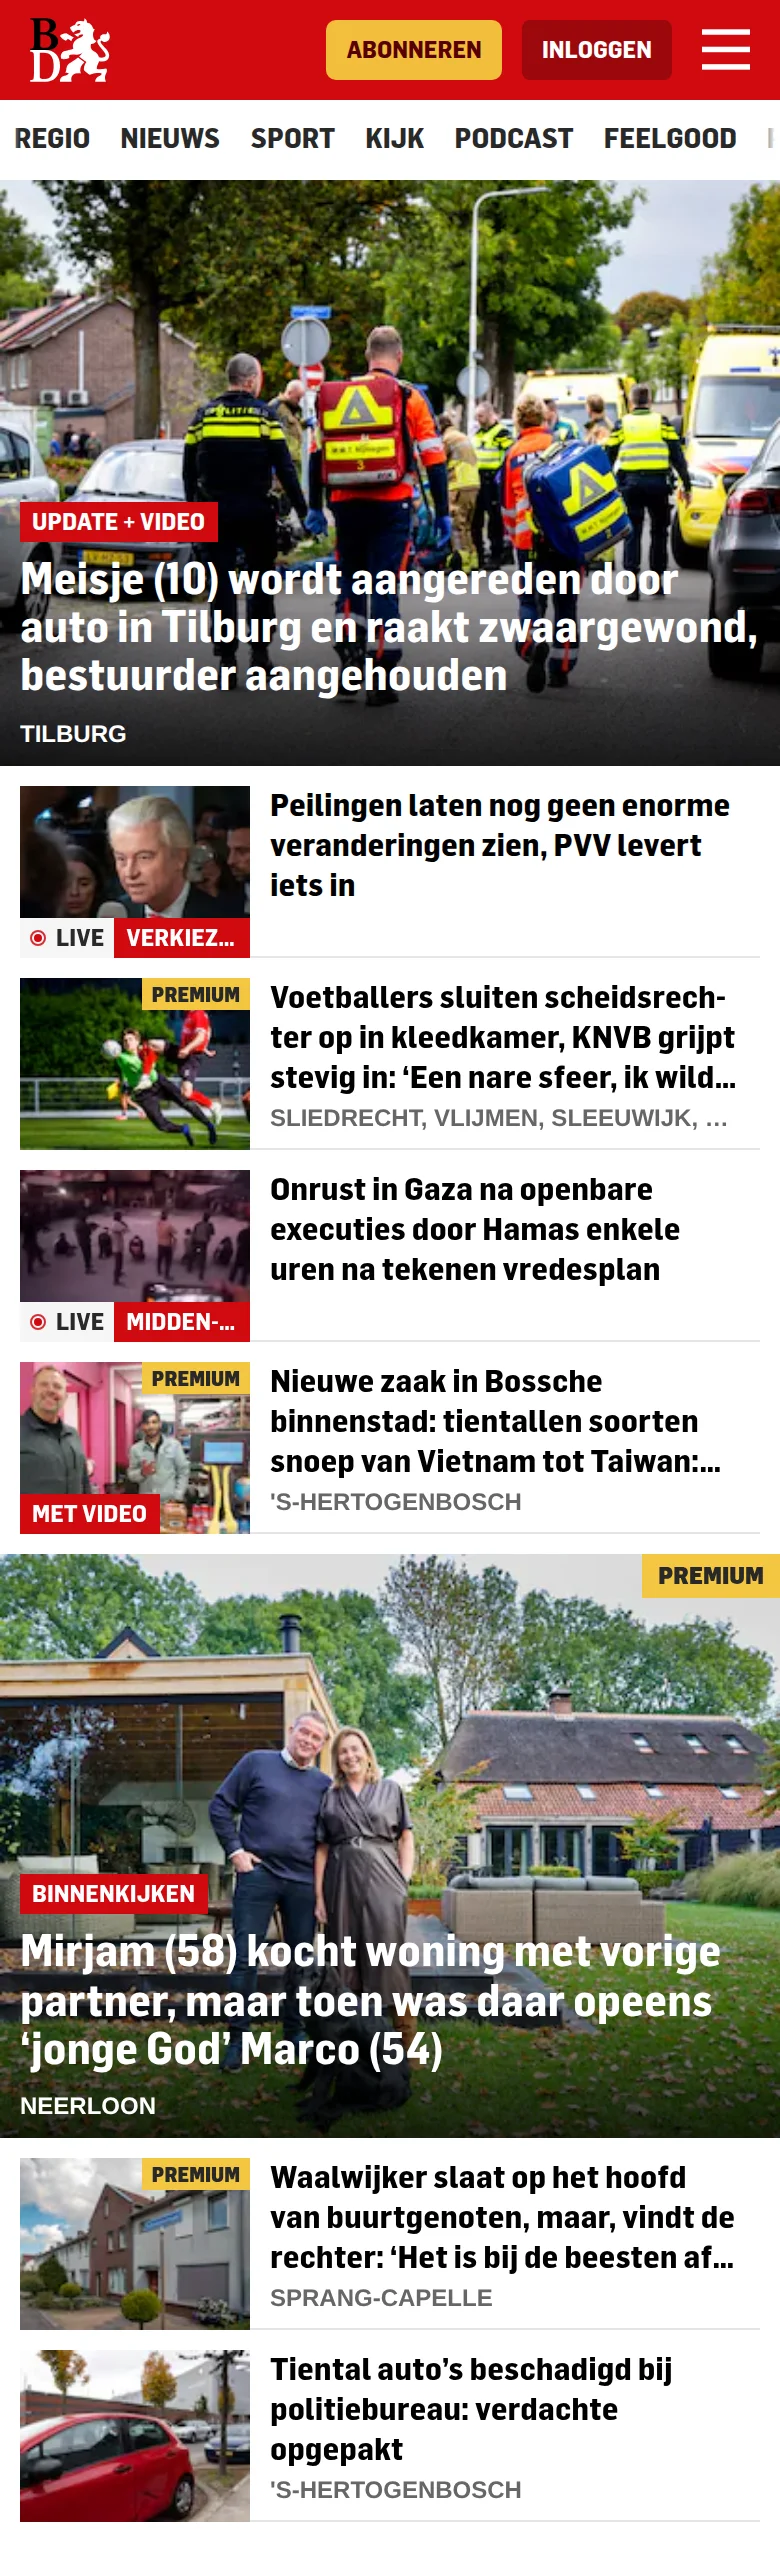 BD
ABONNEREN
INLOGGEN
REGIO NIEUWS SPORT KIJK PODCAST FEELGOOD
POLITIE
M.M.T. Nijmegen
3
UPDATE + VIDEO
Meisje (10) wordt aangereden door
auto in Tilburg en raakt zwaargewond,
bestuurder aangehouden
TILBURG
Peilingen laten nog geen enorme
veranderingen zien, PVV levert
iets in
LIVE VERKIEZ...
PREMIUM
Voetballers sluiten scheidsrech-
ter op in kleedkamer, KNVB grijpt
stevig in: ‘Een nare sfeer, ik wild...
SLIEDRECHT, VLIJMEN, SLEEUWIJK, ...
Onrust in Gaza na openbare
executies door Hamas enkele
uren na tekenen vredesplan
LIVE MIDDEN-...
PREMIUM
Nieuwe zaak in Bossche
binnenstad: tientallen soorten
snoep van Vietnam tot Taiwan:...
MET VIDEO
'S-HERTOGENBOSCH
PREMIUM
BINNENKIJKEN
Mirjam (58) kocht woning met vorige
partner, maar toen was daar opeens
‘jonge God’ Marco (54)
NEERLOON
PREMIUM
Waalwijker slaat op het hoofd
van buurtgenoten, maar, vindt de
rechter: ‘Het is bij de beesten af...
SPRANG-CAPELLE
Tiental auto’s beschadigd bij
politiebureau: verdachte
opgepakt
'S-HERTOGENBOSCH